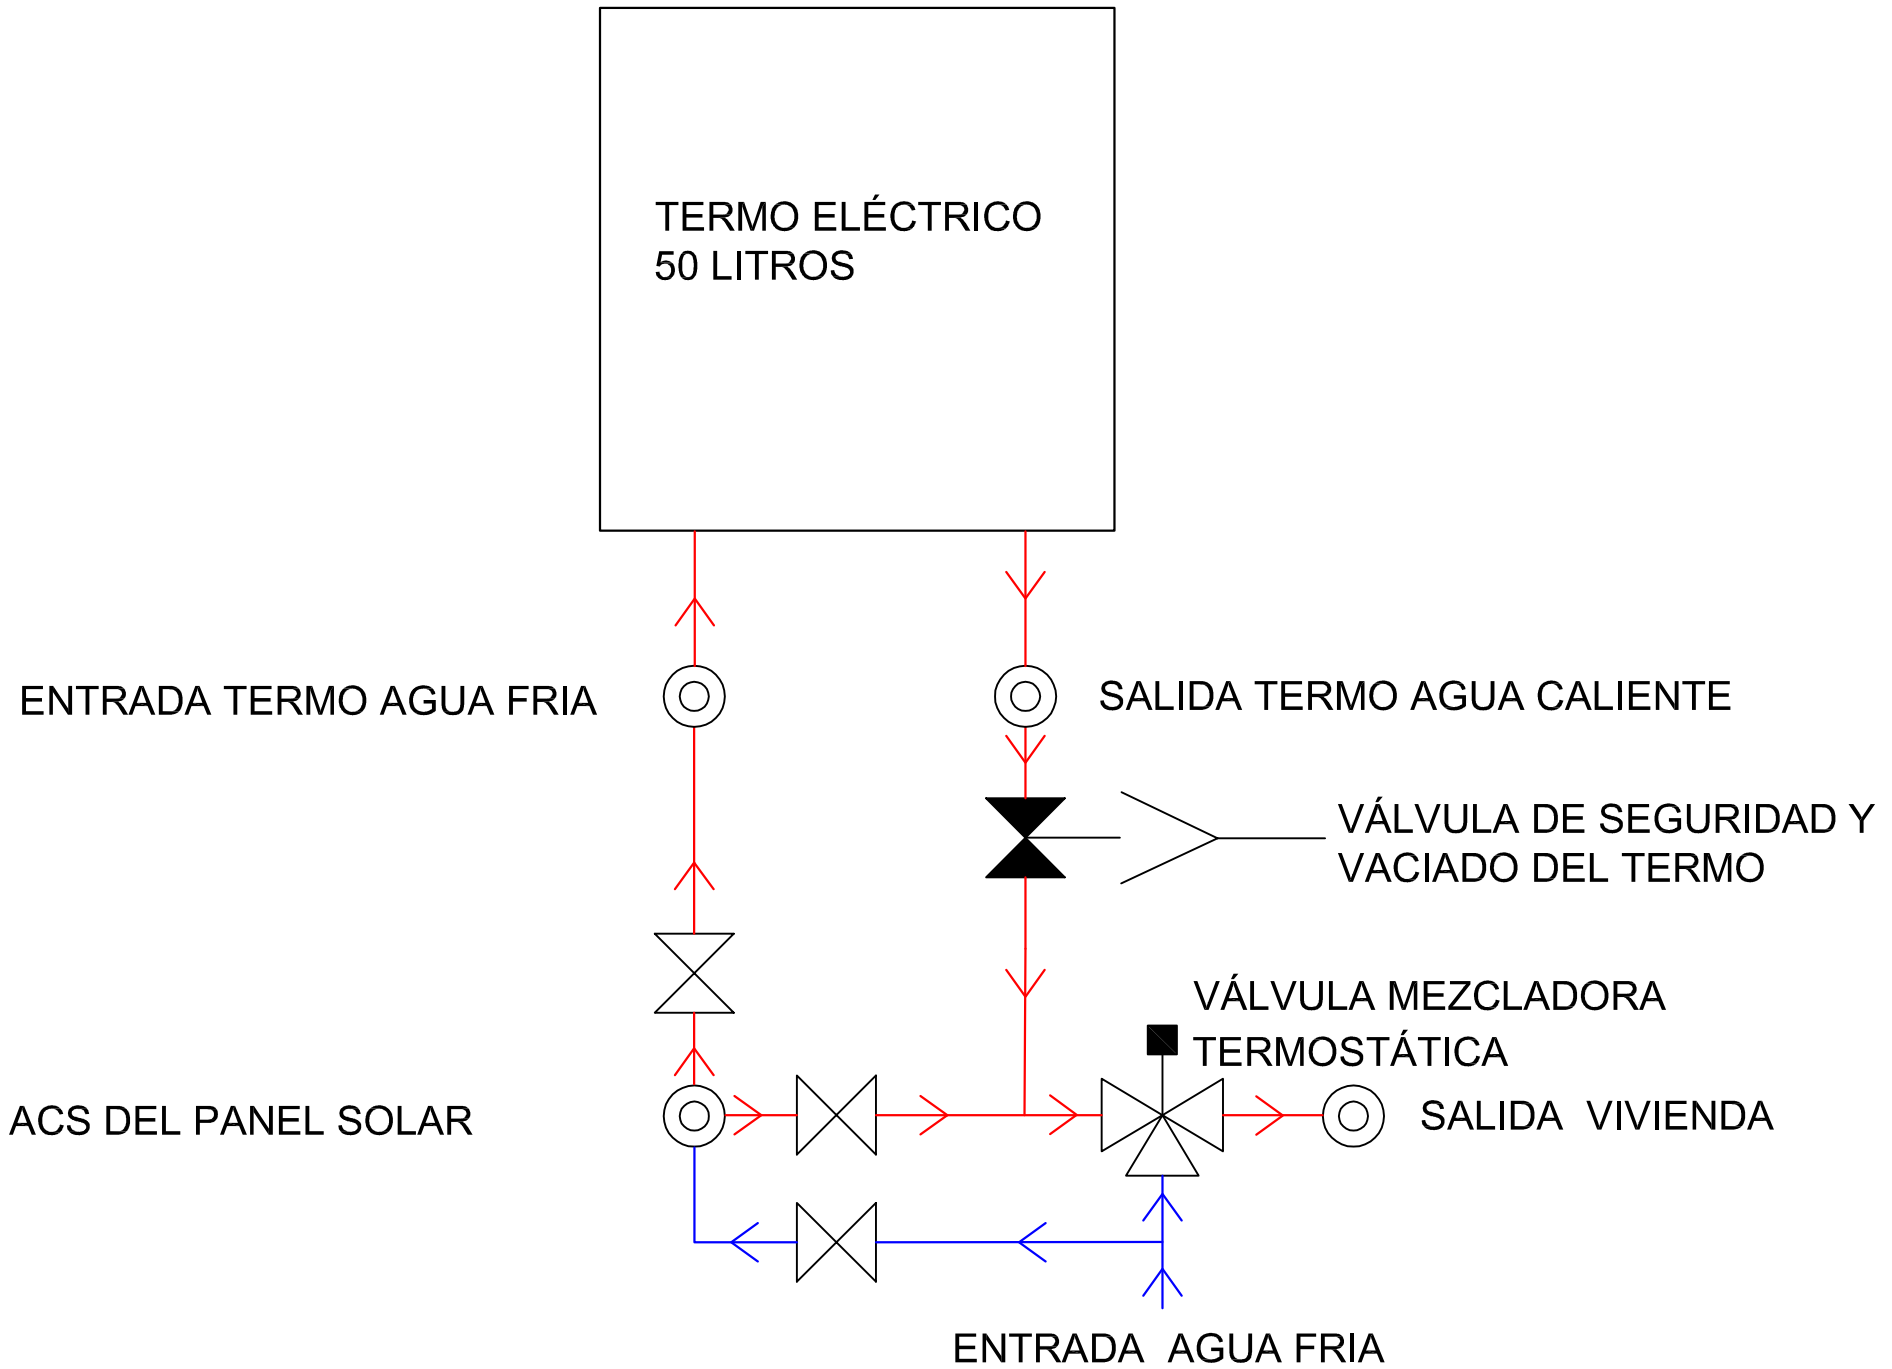 TERMO ELÉCTRICO
50 LITROS
ENTRADA TERMO AGUA FRIA
SALIDA TERMO AGUA CALIENTE
VÁLVULA DE SEGURIDAD Y
VACIADO DEL TERMO
VÁLVULA MEZCLADORA
TERMOSTÁTICA
ACS DEL PANEL SOLAR
SALIDA VIVIENDA
ENTRADA AGUA FRIA